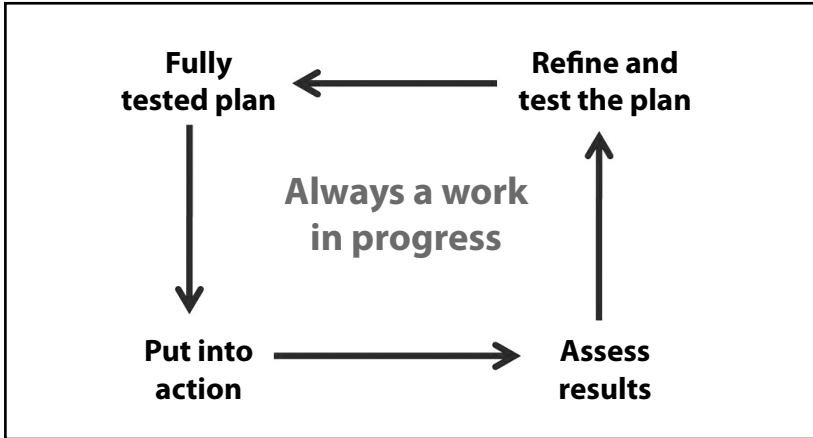 Fully
tested plan
Refine and
test the plan
Always a work
in progress
Put into
action
Assess
results